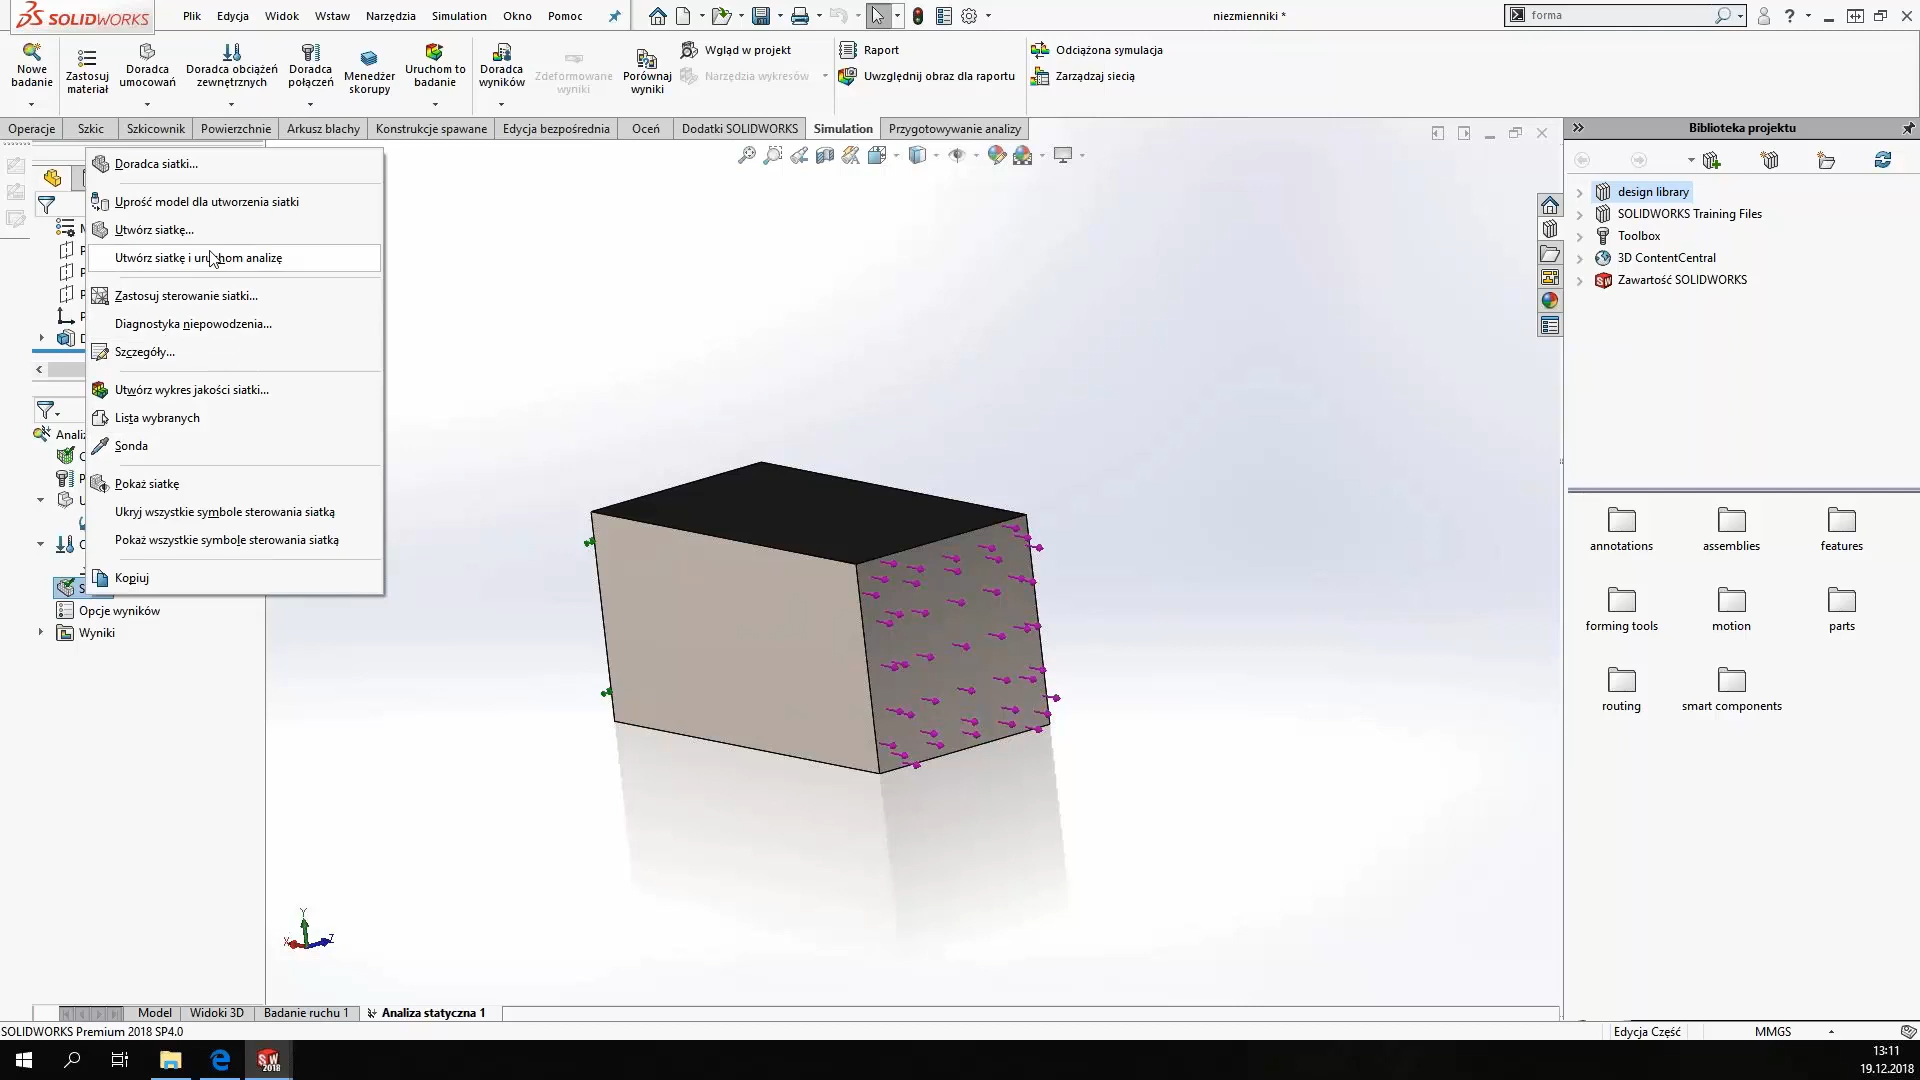 SOLIDWORKS
Plik
Edycja
Widok
Wstaw
Narzędzia
Simulation
Okno
Pomoc
niezmienniki *
forma
Nowe badanie
Zastosuj materiał
Doradca umocowań
Doradca obciążeń zewnętrznych
Doradca połączeń
Menedżer skorupy
Uruchom to badanie
Doradca wyników
Zdeformowane wyniki
Porównaj wyniki
Wgląd w projekt
Narzędzia wykresów
Raport
Uwzględnij obraz dla raportu
Odciążona symulacja
Zarządzaj siecią
Operacje
Szkic
Szkicownik
Powierzchnie
Arkusz blachy
Konstrukcje spawane
Edycja bezpośrednia
Oceń
Dodatki SOLIDWORKS
Simulation
Przygotowywanie analizy
Doradca siatki...
Uprość model dla utworzenia siatki
Utwórz siatkę...
Utwórz siatkę i uruchom analizę
Zastosuj sterowanie siatki...
Diagnostyka niepowodzenia...
Szczegóły...
Utwórz wykres jakości siatki...
Lista wybranych
Sonda
Pokaż siatkę
Ukryj wszystkie symbole sterowania siatką
Pokaż wszystkie symbole sterowania siatką
Kopiuj
Opcje wyników
Wyniki
Y
X
Z
Biblioteka projektu
design library
SOLIDWORKS Training Files
Toolbox
3D ContentCentral
Zawartość SOLIDWORKS
annotations
assemblies
features
forming tools
motion
parts
routing
smart components
Model
Widoki 3D
Badanie ruchu 1
Analiza statyczna 1
SOLIDWORKS Premium 2018 SP4.0
Edycja Część
MMGS
SW 2018
13:11
19.12.2018